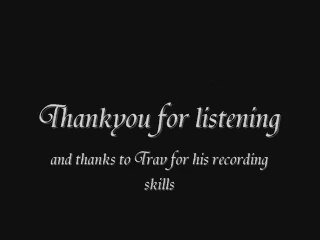 Thankyou for listening
and thanks to Trav for his recording
skills